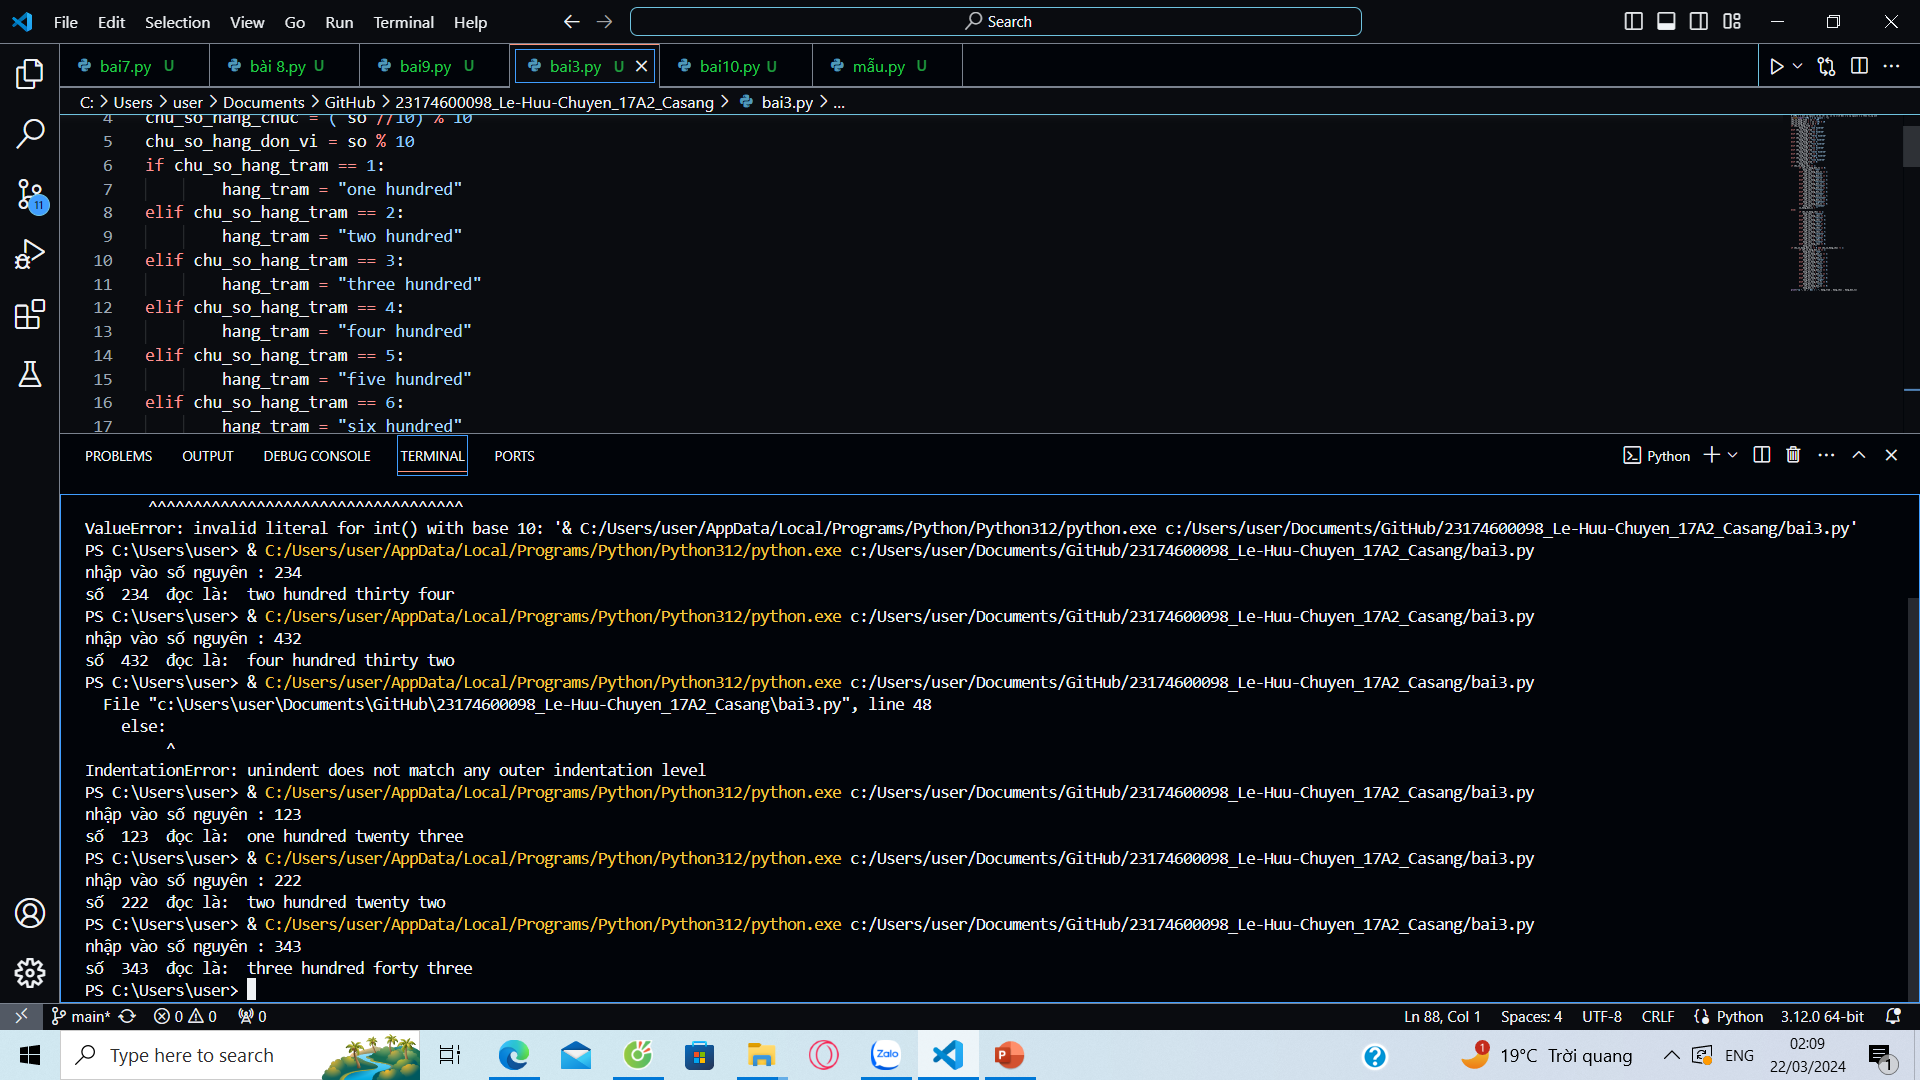 File Edit Selection View Go Run Terminal Help Search
bai7.py U bài 8.py U bai9.py U bai3.py U bai10.py U mẫu.py U
C: > Users > user > Documents > GitHub > 23174600098_Le-Huu-Chuyen_17A2_Casang > bai3.py > ...
4 chu_so_hang_chuc = ( so //10) % 10
5 chu_so_hang_don_vi = so % 10
6 if chu_so_hang_tram == 1:
7 hang_tram = "one hundred"
8 elif chu_so_hang_tram == 2:
9 hang_tram = "two hundred"
10 elif chu_so_hang_tram == 3:
11 hang_tram = "three hundred"
12 elif chu_so_hang_tram == 4:
13 hang_tram = "four hundred"
14 elif chu_so_hang_tram == 5:
15 hang_tram = "five hundred"
16 elif chu_so_hang_tram == 6:
17 hang_tram = "six hundred"
PROBLEMS OUTPUT DEBUG CONSOLE TERMINAL PORTS Python
^^^^^^^^^^^^^^^^^^^^^^^^^^^^^^^^^^^
ValueError: invalid literal for int() with base 10: '& C:/Users/user/AppData/Local/Programs/Python/Python312/python.exe c:/Users/user/Documents/GitHub/23174600098_Le-Huu-Chuyen_17A2_Casang/bai3.py'
PS C:\Users\user> & C:/Users/user/AppData/Local/Programs/Python/Python312/python.exe c:/Users/user/Documents/GitHub/23174600098_Le-Huu-Chuyen_17A2_Casang/bai3.py
nhập vào số nguyên : 234
số  234  đọc là:  two hundred thirty four
PS C:\Users\user> & C:/Users/user/AppData/Local/Programs/Python/Python312/python.exe c:/Users/user/Documents/GitHub/23174600098_Le-Huu-Chuyen_17A2_Casang/bai3.py
nhập vào số nguyên : 432
số  432  đọc là:  four hundred thirty two
PS C:\Users\user> & C:/Users/user/AppData/Local/Programs/Python/Python312/python.exe c:/Users/user/Documents/GitHub/23174600098_Le-Huu-Chuyen_17A2_Casang/bai3.py
File "c:\Users\user\Documents\GitHub\23174600098_Le-Huu-Chuyen_17A2_Casang\bai3.py", line 48
else:
^
IndentationError: unindent does not match any outer indentation level
PS C:\Users\user> & C:/Users/user/AppData/Local/Programs/Python/Python312/python.exe c:/Users/user/Documents/GitHub/23174600098_Le-Huu-Chuyen_17A2_Casang/bai3.py
nhập vào số nguyên : 123
số  123  đọc là:  one hundred twenty three
PS C:\Users\user> & C:/Users/user/AppData/Local/Programs/Python/Python312/python.exe c:/Users/user/Documents/GitHub/23174600098_Le-Huu-Chuyen_17A2_Casang/bai3.py
nhập vào số nguyên : 222
số  222  đọc là:  two hundred twenty two
PS C:\Users\user> & C:/Users/user/AppData/Local/Programs/Python/Python312/python.exe c:/Users/user/Documents/GitHub/23174600098_Le-Huu-Chuyen_17A2_Casang/bai3.py
nhập vào số nguyên : 343
số  343  đọc là:  three hundred forty three
PS C:\Users\user>
11
main* 0 0 0 Ln 88, Col 1 Spaces: 4 UTF-8 CRLF Python 3.12.0 64-bit
Type here to search Zalo P 1 19°C Trời quang ENG 02:09
22/03/2024 1